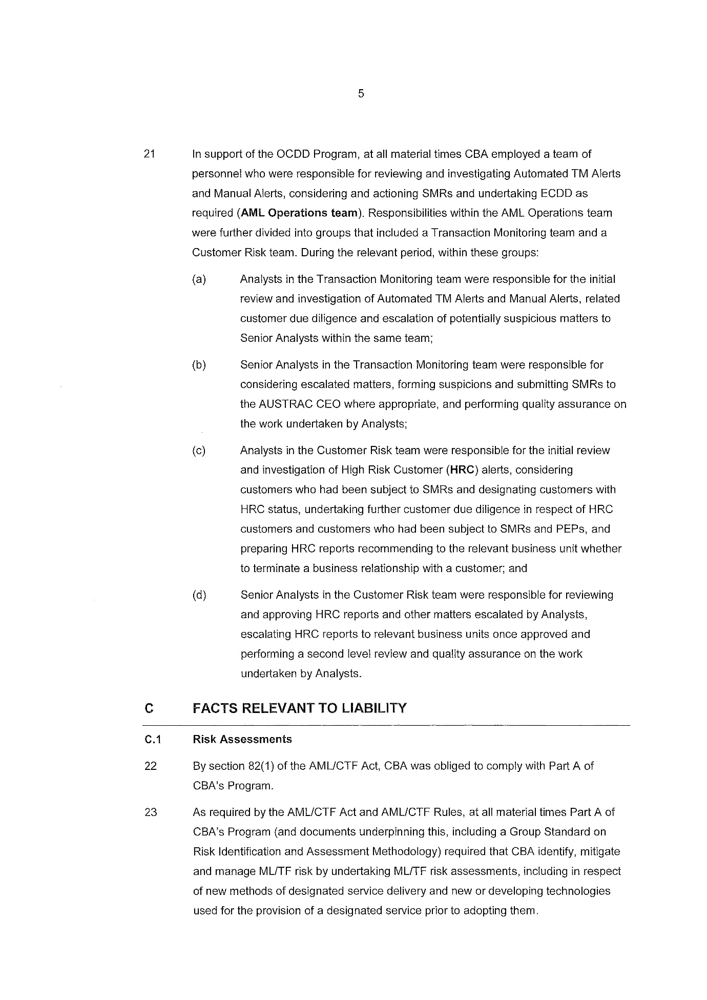 5
21 In support of the OCDD Program, at all material times CBA employed a team of
personnel who were responsible for reviewing and investigating Automated TM Alerts
and Manual Alerts, considering and actioning SMRs and undertaking ECDD as
required (AML Operations team). Responsibilities within the AML Operations team
were further divided into groups that included a Transaction Monitoring team and a
Customer Risk team. During the relevant period, within these groups:
(a) Analysts in the Transaction Monitoring team were responsible for the initial
review and investigation of Automated TM Alerts and Manual Alerts, related
customer due diligence and escalation of potentially suspicious matters to
Senior Analysts within the same team;
(b) Senior Analysts in the Transaction Monitoring team were responsible for
considering escalated matters, forming suspicions and submitting SMRs to
the AUSTRAC CEO where appropriate, and performing quality assurance on
the work undertaken by Analysts;
(c) Analysts in the Customer Risk team were responsible for the initial review
and investigation of High Risk Customer (HRC) alerts, considering
customers who had been subject to SMRs and designating customers with
HRC status, undertaking further customer due diligence in respect of HRC
customers and customers who had been subject to SMRs and PEPs, and
preparing HRC reports recommending to the relevant business unit whether
to terminate a business relationship with a customer; and
(d) Senior Analysts in the Customer Risk team were responsible for reviewing
and approving HRC reports and other matters escalated by Analysts,
escalating HRC reports to relevant business units once approved and
performing a second level review and quality assurance on the work
undertaken by Analysts.
C FACTS RELEVANT TO LIABILITY
C.1 Risk Assessments
22 By section 82(1) of the AML/CTF Act, CBA was obliged to comply with Part A of
CBA's Program.
23 As required by the AML/CTF Act and AML/CTF Rules, at all material times Part A of
CBA's Program (and documents underpinning this, including a Group Standard on
Risk Identification and Assessment Methodology) required that CBA identify, mitigate
and manage ML/TF risk by undertaking ML/TF risk assessments, including in respect
of new methods of designated service delivery and new or developing technologies
used for the provision of a designated service prior to adopting them.